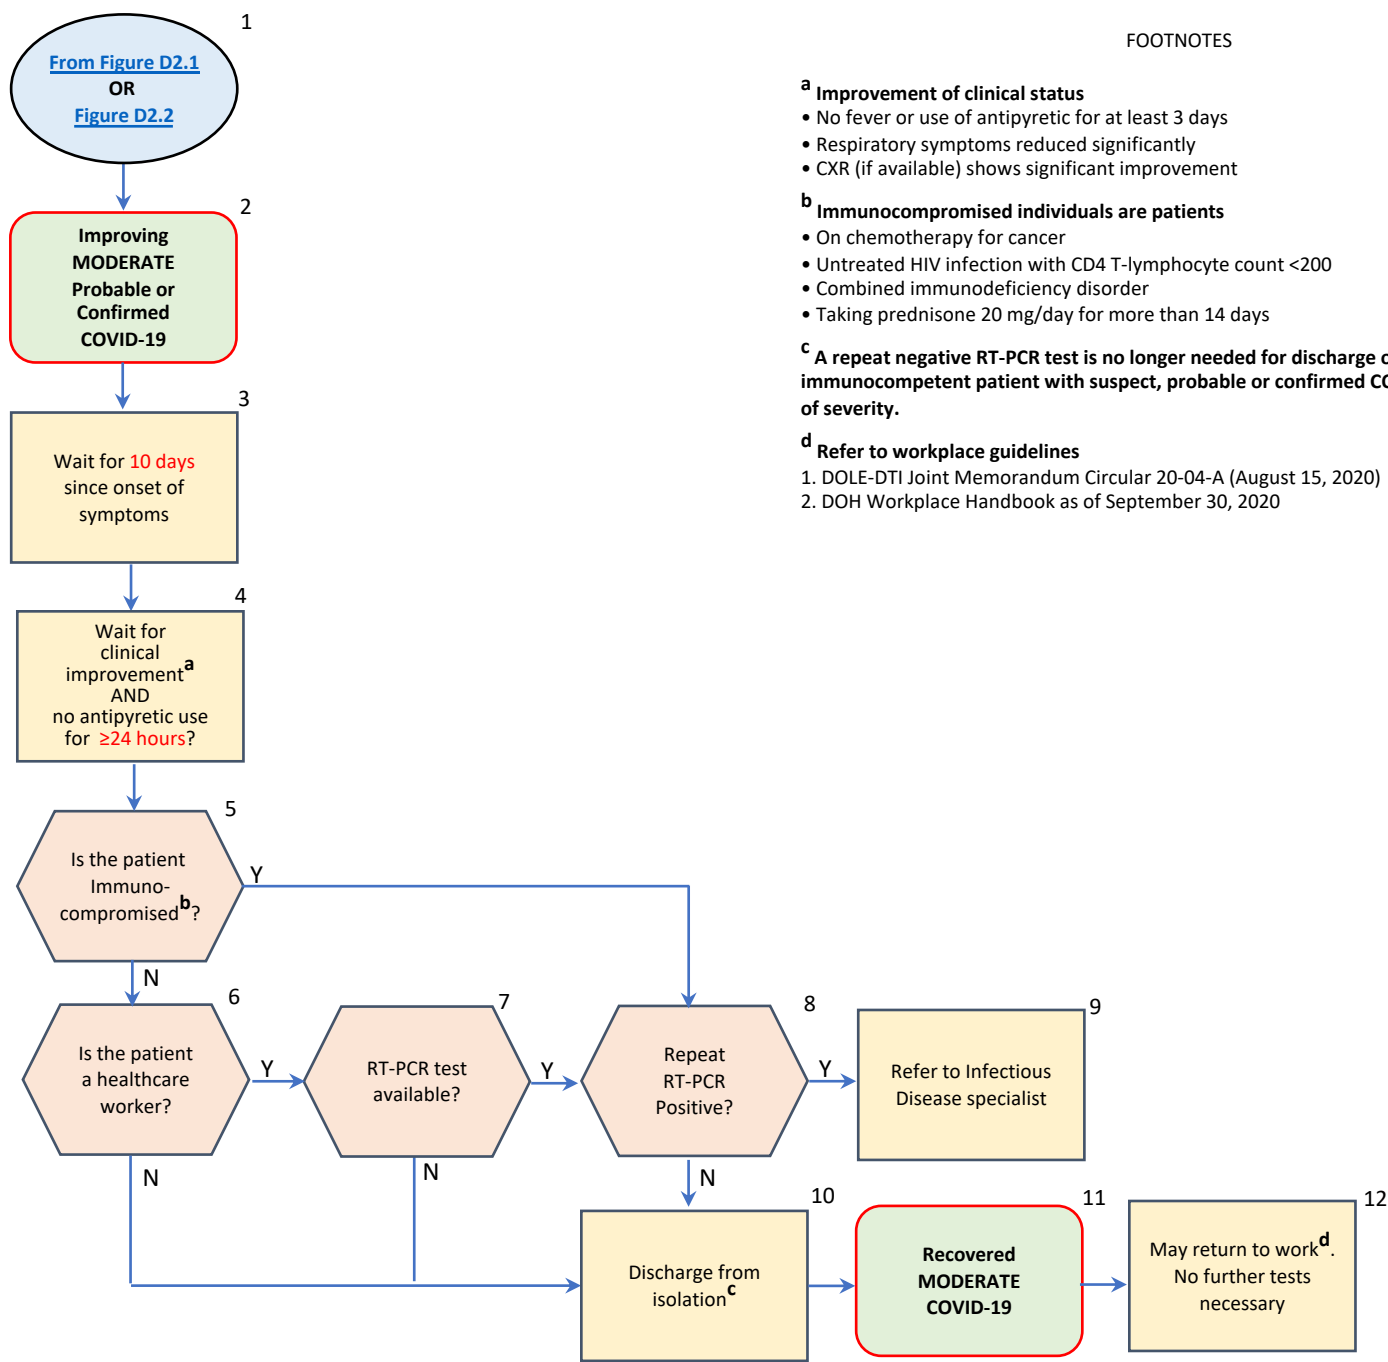 1
From Figure D2.1
OR
Figure D2.2
2
Improving
MODERATE
Probable or
Confirmed
COVID-19
3
Wait for 10 days
since onset of
symptoms
4
Wait for
clinical
improvement a
AND
no antipyretic use
for ≥24 hours?
5
Is the patient
Immuno-
compromised b?
Y
N
6
Is the patient
a healthcare
worker?
Y
N
7
RT-PCR test
available?
Y
N
8
Repeat
RT-PCR
Positive?
Y
N
9
Refer to Infectious
Disease specialist
10
Discharge from
isolation c
11
Recovered
MODERATE
COVID-19
12
May return to work d.
No further tests
necessary
FOOTNOTES
a Improvement of clinical status
• No fever or use of antipyretic for at least 3 days
• Respiratory symptoms reduced significantly
• CXR (if available) shows significant improvement
b Immunocompromised individuals are patients
• On chemotherapy for cancer
• Untreated HIV infection with CD4 T-lymphocyte count <200
• Combined immunodeficiency disorder
• Taking prednisone 20 mg/day for more than 14 days
c A repeat negative RT-PCR test is no longer needed for discharge
immunocompetent patient with suspect, probable or confirmed
of severity.
d Refer to workplace guidelines
1. DOLE-DTI Joint Memorandum Circular 20-04-A (August 15, 2020)
2. DOH Workplace Handbook as of September 30, 2020